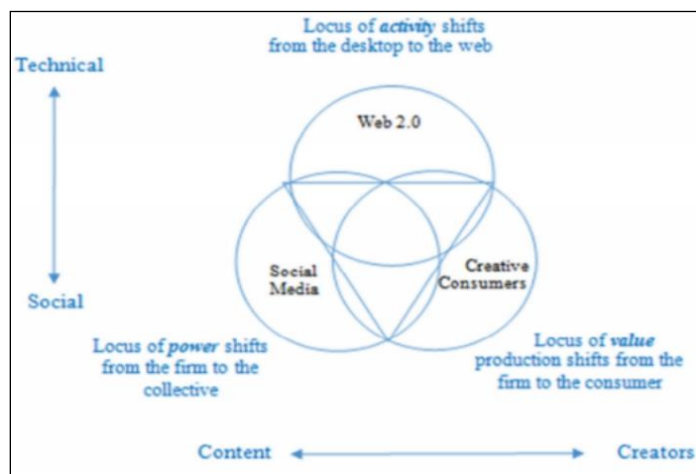 Locus of activity shifts
from the desktop to the web
Technical
Web 2.0
Social
Media
Creative
Consumers
Social
Locus of power shifts
from the firm to the
collective
Locus of value
production shifts from the
firm to the consumer
Content
Creators